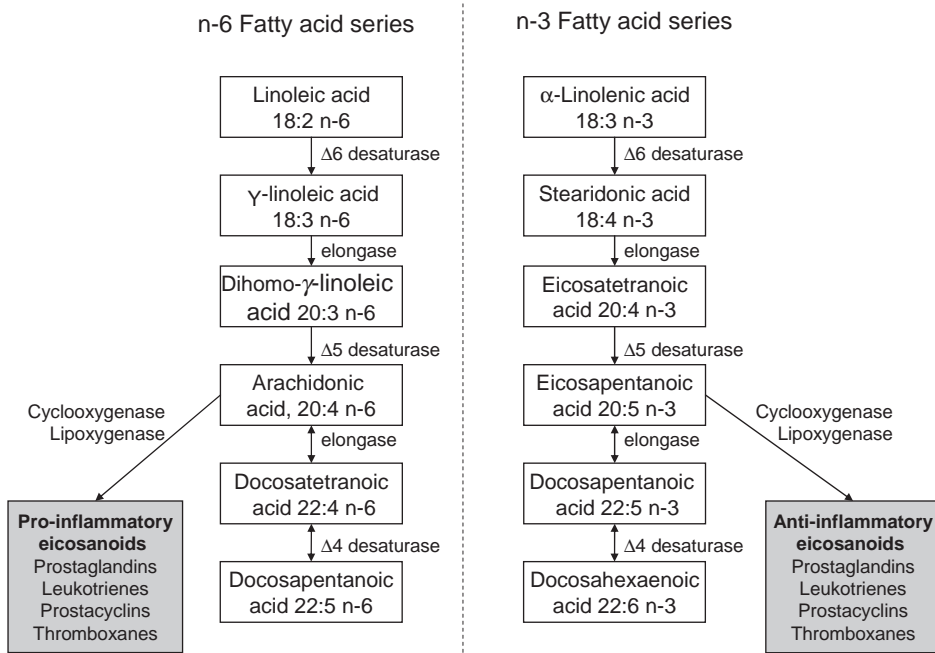 n-6 Fatty acid series
Linoleic acid
18:2 n-6
Δ6 desaturase
γ-linoleic acid
18:3 n-6
elongase
Dihomo-γ-linoleic
acid 20:3 n-6
Δ5 desaturase
Arachidonic
acid, 20:4 n-6
Cyclooxygenase
Lipoxygenase
elongase
Docosatetranoic
acid 22:4 n-6
Δ4 desaturase
Docosapentanoic
acid 22:5 n-6
Pro-inflammatory
eicosanoids
Prostaglandins
Leukotrienes
Prostacyclins
Thromboxanes
n-3 Fatty acid series
α-Linolenic acid
18:3 n-3
Δ6 desaturase
Stearidonic acid
18:4 n-3
elongase
Eicosatetranoic
acid 20:4 n-3
Δ5 desaturase
Eicosapentanoic
acid 20:5 n-3
Cyclooxygenase
Lipoxygenase
elongase
Docosapentanoic
acid 22:5 n-3
Δ4 desaturase
Docosahexaenoic
acid 22:6 n-3
Anti-inflammatory
eicosanoids
Prostaglandins
Leukotrienes
Prostacyclins
Thromboxanes